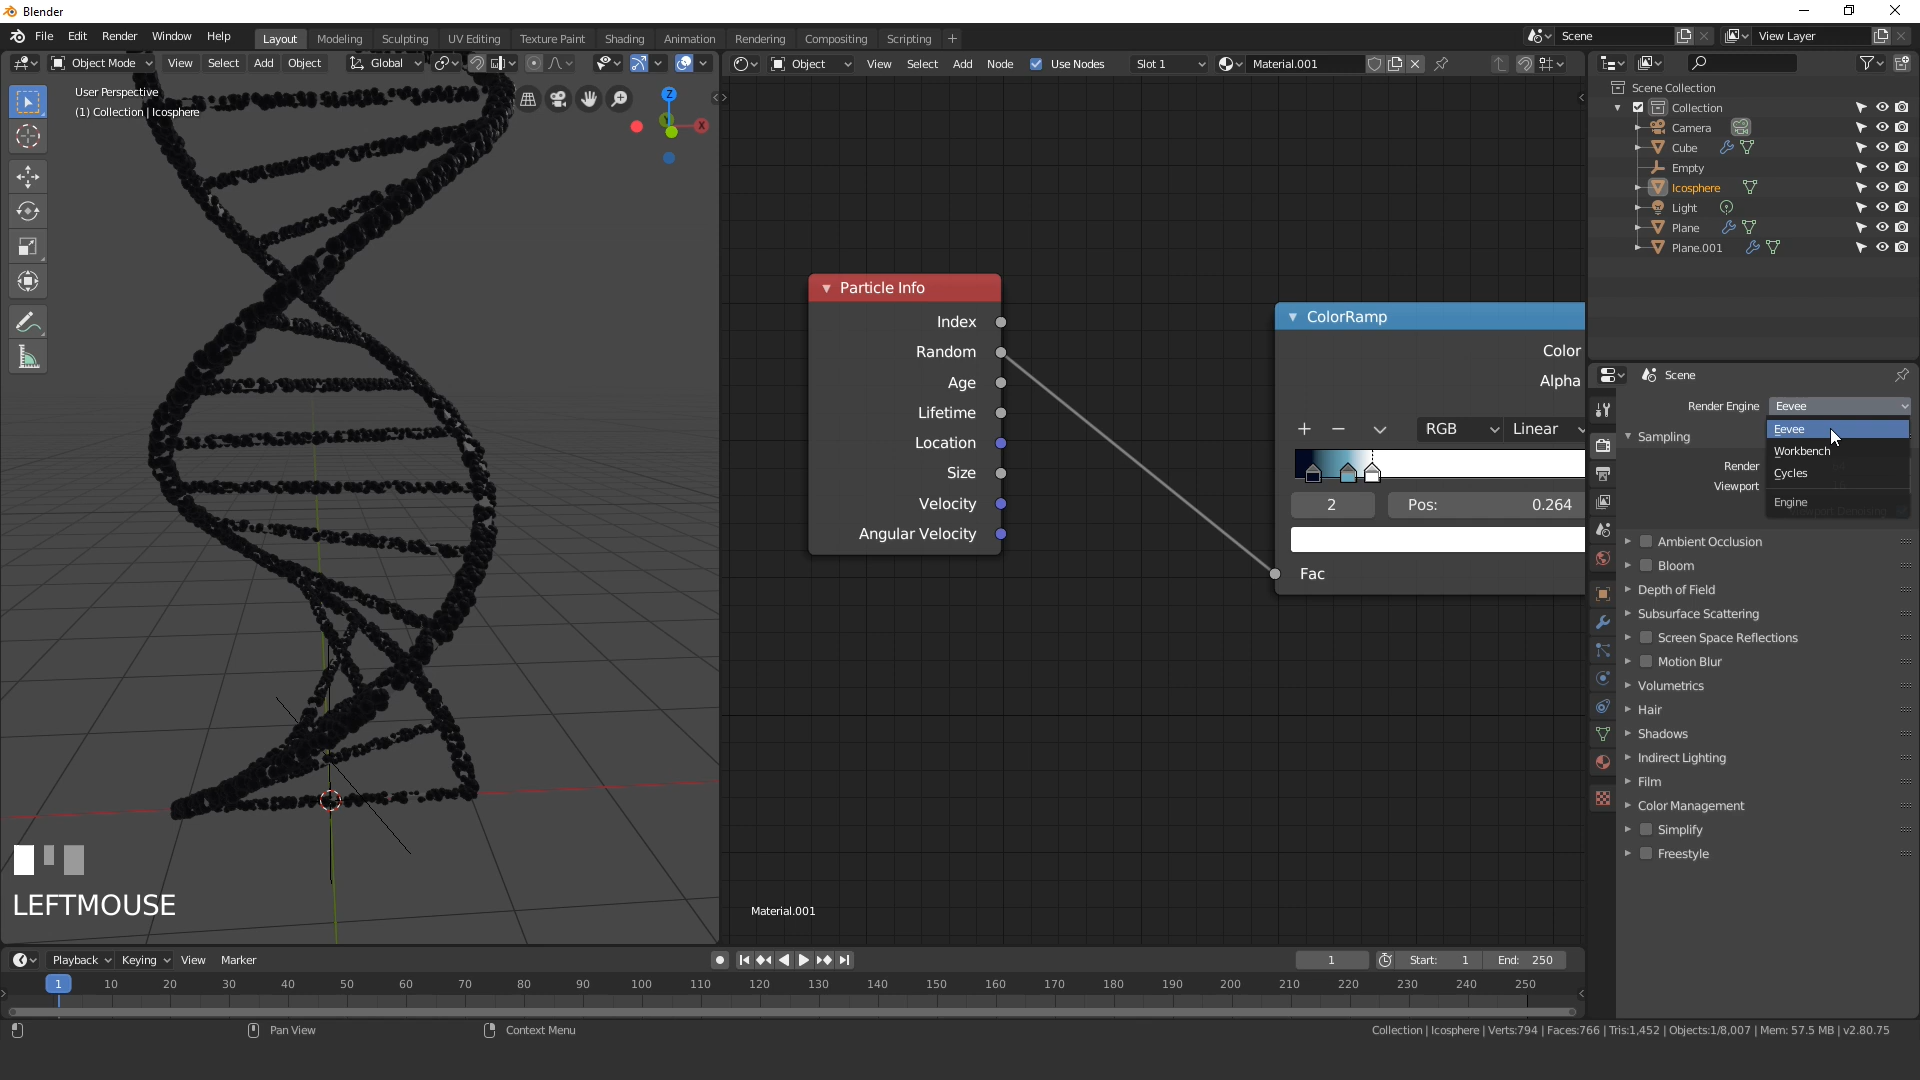 Blender
File Edit Render Window Help
Layout Modeling Sculpting UV Editing Texture Paint Shading Animation Rendering Compositing Scripting +
Scene
View Layer
Object Mode View Select Add Object Global
Object View Select Add Node Use Nodes Slot 1 Material.001
User Perspective
(1) Collection | Icosphere
Z
Y
X
Particle Info
Index
Random
Age
Lifetime
Location
Size
Velocity
Angular Velocity
ColorRamp
Color
Alpha
RGB Linear
2 Pos: 0.264
Fac
Material.001
Scene Collection
Collection
Camera
Cube
Empty
Icosphere
Light
Plane
Plane.001
Scene
Render Engine Eevee
Eevee
Workbench
Cycles
Engine
Sampling
Render
Viewport
Ambient Occlusion
Bloom
Depth of Field
Subsurface Scattering
Screen Space Reflections
Motion Blur
Volumetrics
Hair
Shadows
Indirect Lighting
Film
Color Management
Simplify
Freestyle
LEFTMOUSE
Playback Keying View Marker
1 Start: 1 End: 250
1 10 20 30 40 50 60 70 80 90 100 110 120 130 140 150 160 170 180 190 200 210 220 230 240 250
Pan View Context Menu
Collection | Icosphere | Verts:794 | Faces:766 | Tris:1,452 | Objects:1/8,007 | Mem: 57.5 MB | v2.80.75